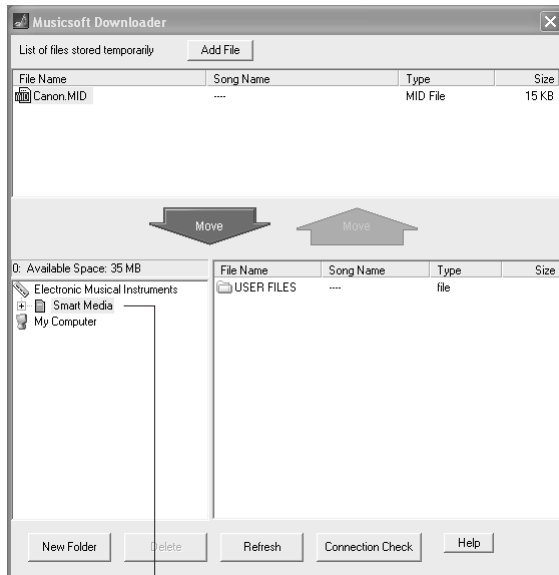 Musicsoft Downloader
List of files stored temporarily Add File
File Name Song Name Type Size
Canon.MID ---- MID File 15 KB
Move Move
0: Available Space: 35 MB
Electronic Musical Instruments
Smart Media
My Computer
File Name Song Name Type Size
USER FILES ---- file
New Folder Delete Refresh Connection Check Help